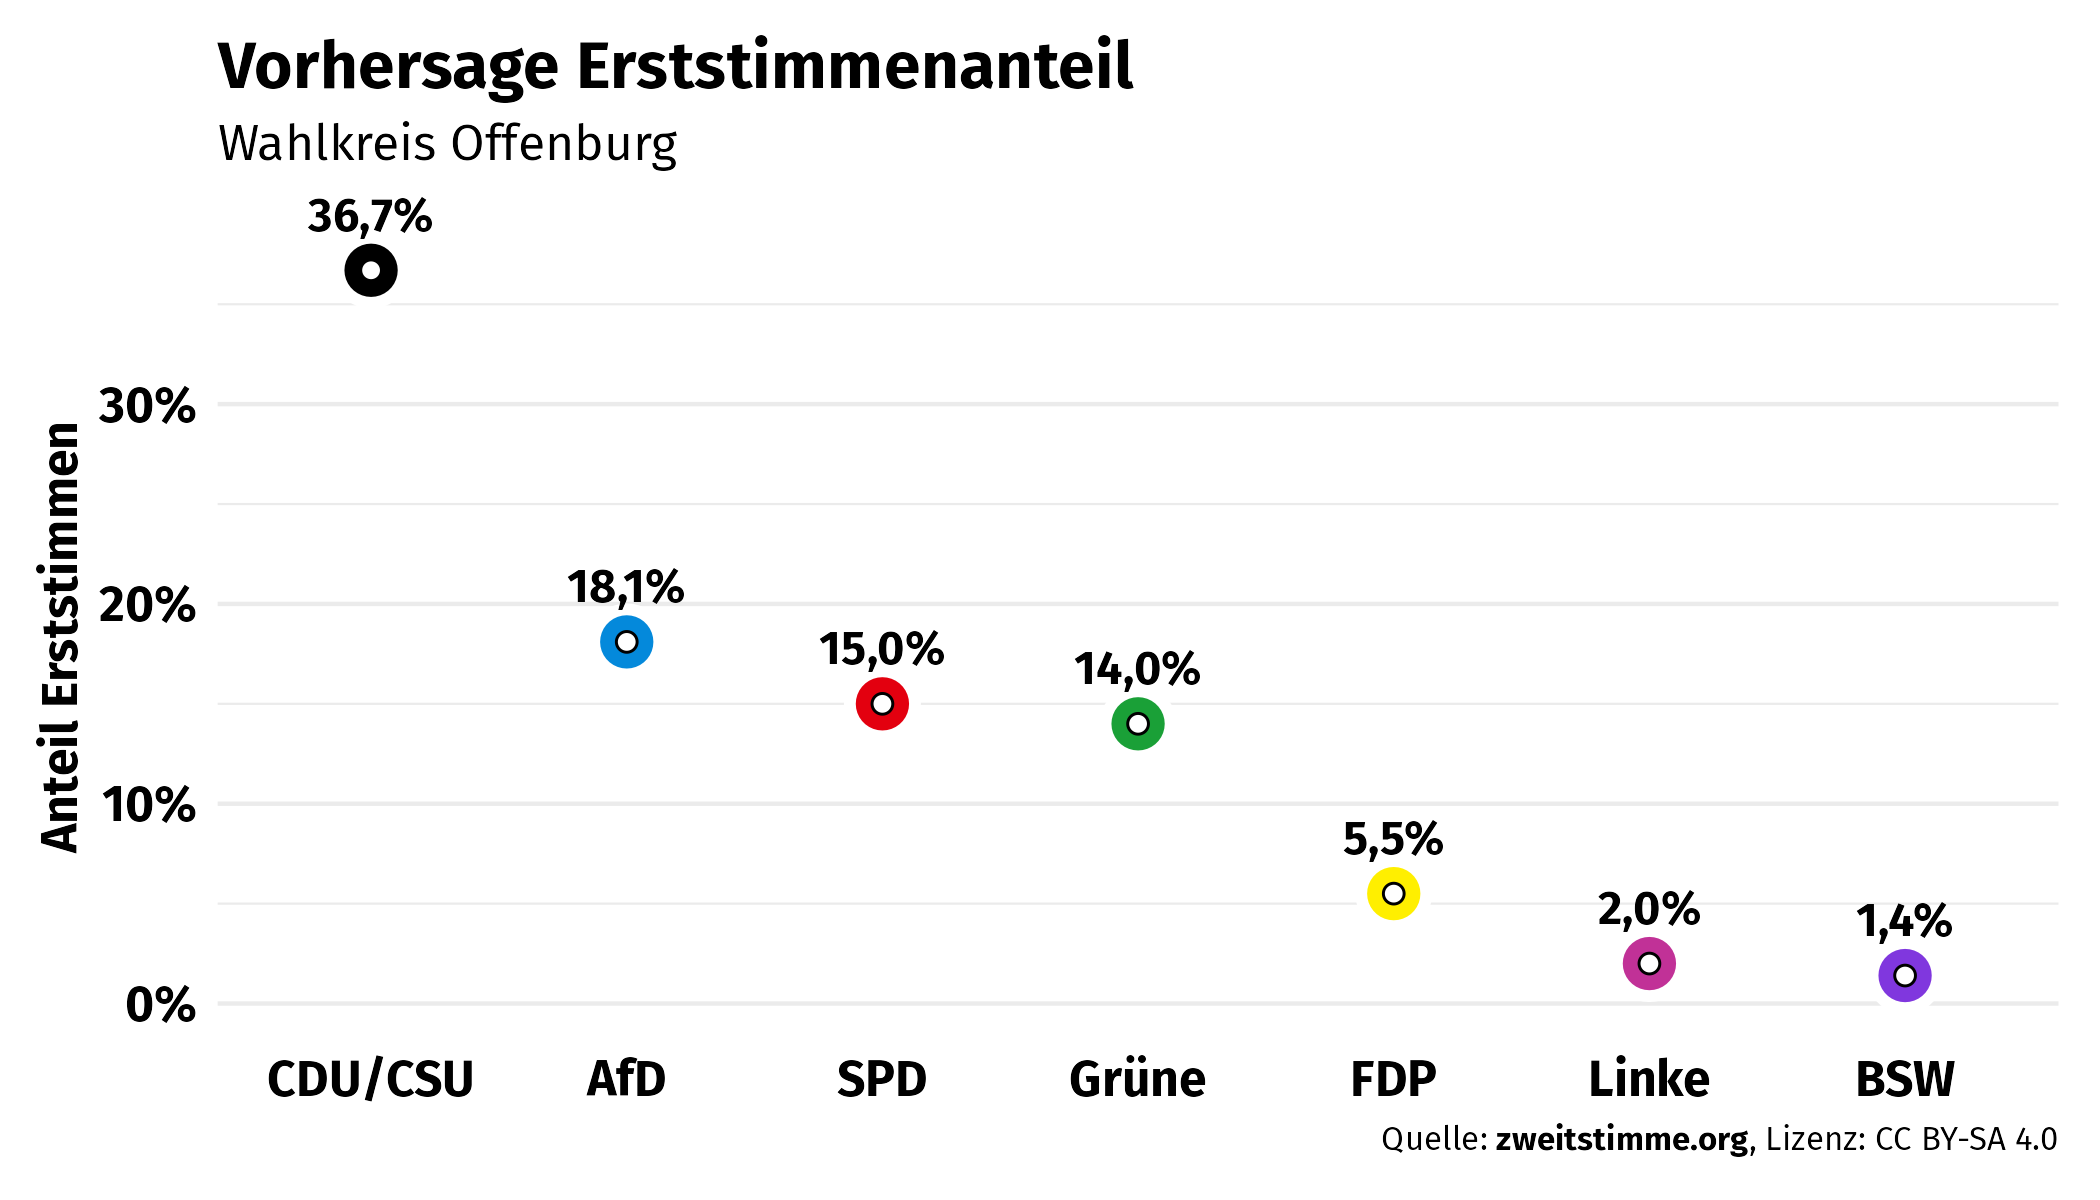 Vorhersage Erststimmenanteil
Wahlkreis Offenburg
36,7%
30%
20%
10%
0%
Anteil Erststimmen
18,1%
15,0%
14,0%
5,5%
2,0%
1,4%
CDU/CSU AfD SPD Grüne FDP Linke BSW
Quelle: zweitstimme.org, Lizenz: CC BY-SA 4.0